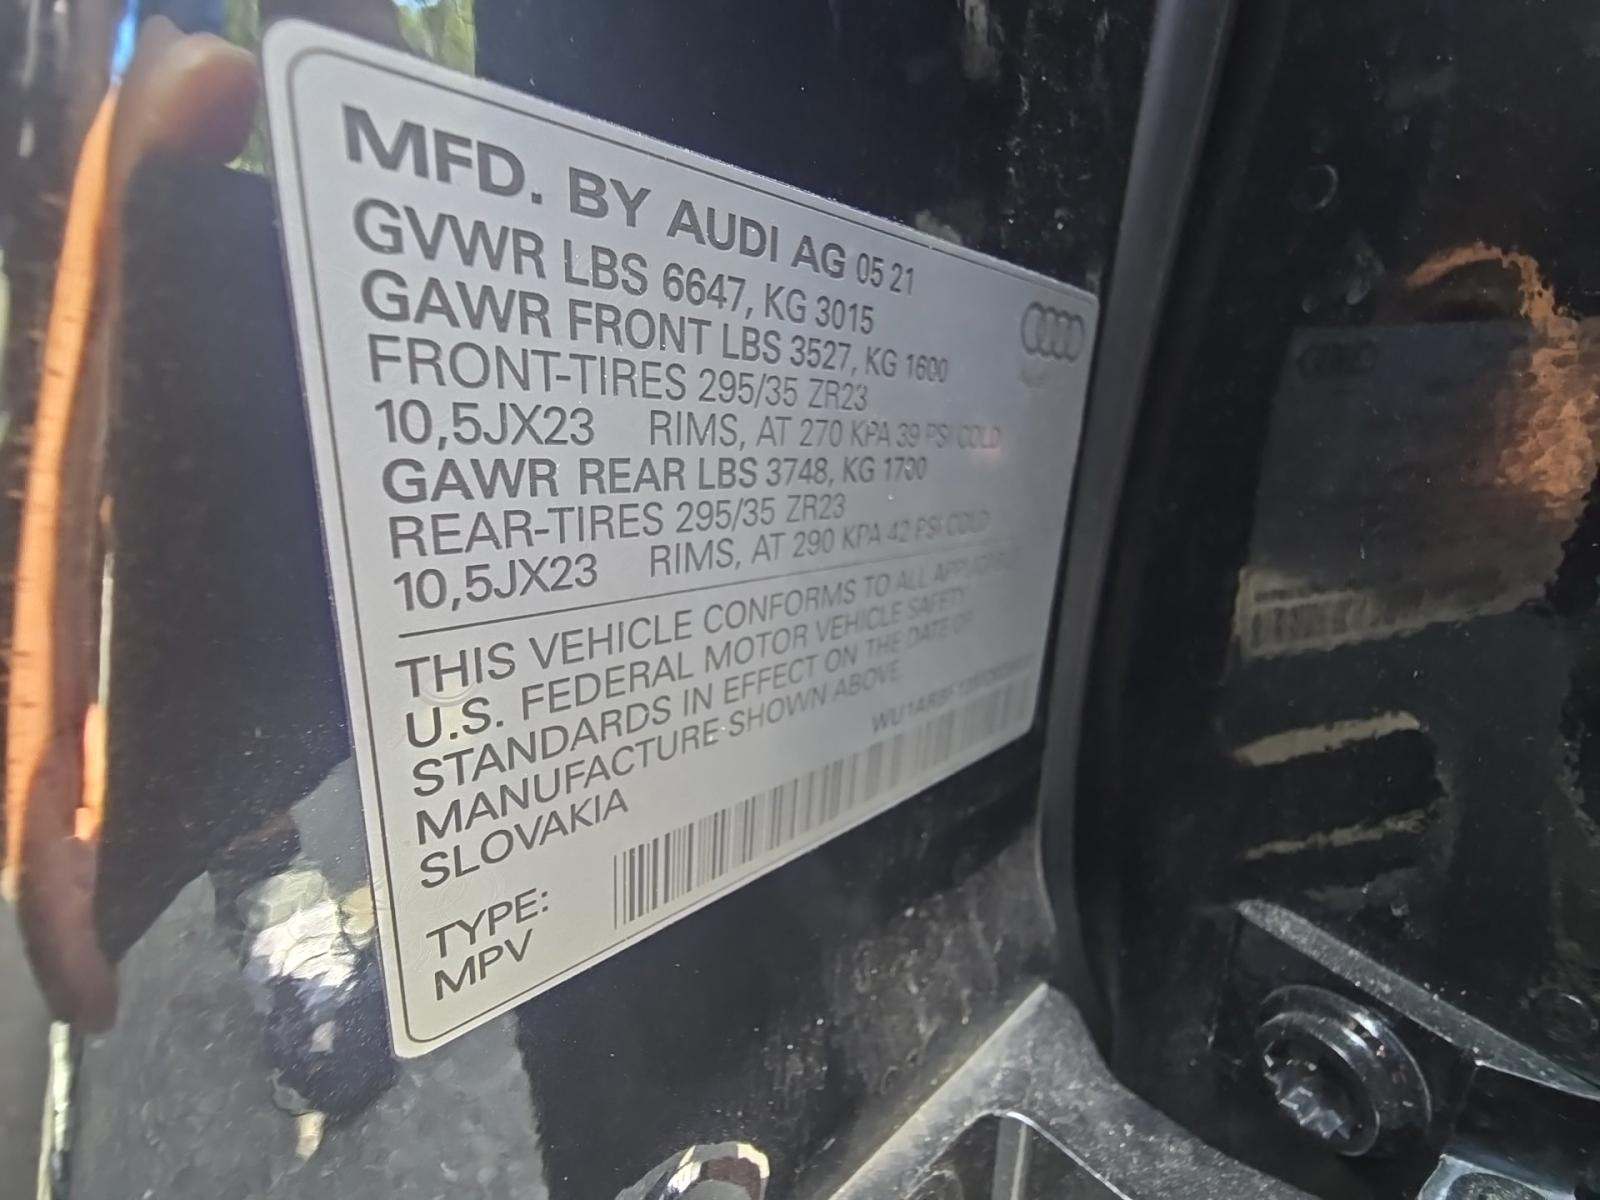 MFD. BY AUDI AG 05 21
GVWR LBS 6647, KG 3015
GAWR FRONT LBS 3527, KG 1600
FRONT-TIRES 295/35 ZR23
10,5JX23 RIMS, AT 270 KPA 39 PSI COLD
GAWR REAR LBS 3748, KG 1700
REAR-TIRES 295/35 ZR23
10,5JX23 RIMS, AT 290 KPA 42 PSI COLD
THIS VEHICLE CONFORMS TO ALL
U.S. FEDERAL MOTOR VEHICLE SAFETY
STANDARDS IN EFFECT ON THE DATE OF
MANUFACTURE SHOWN ABOVE
SLOVAKIA
TYPE:
MPV